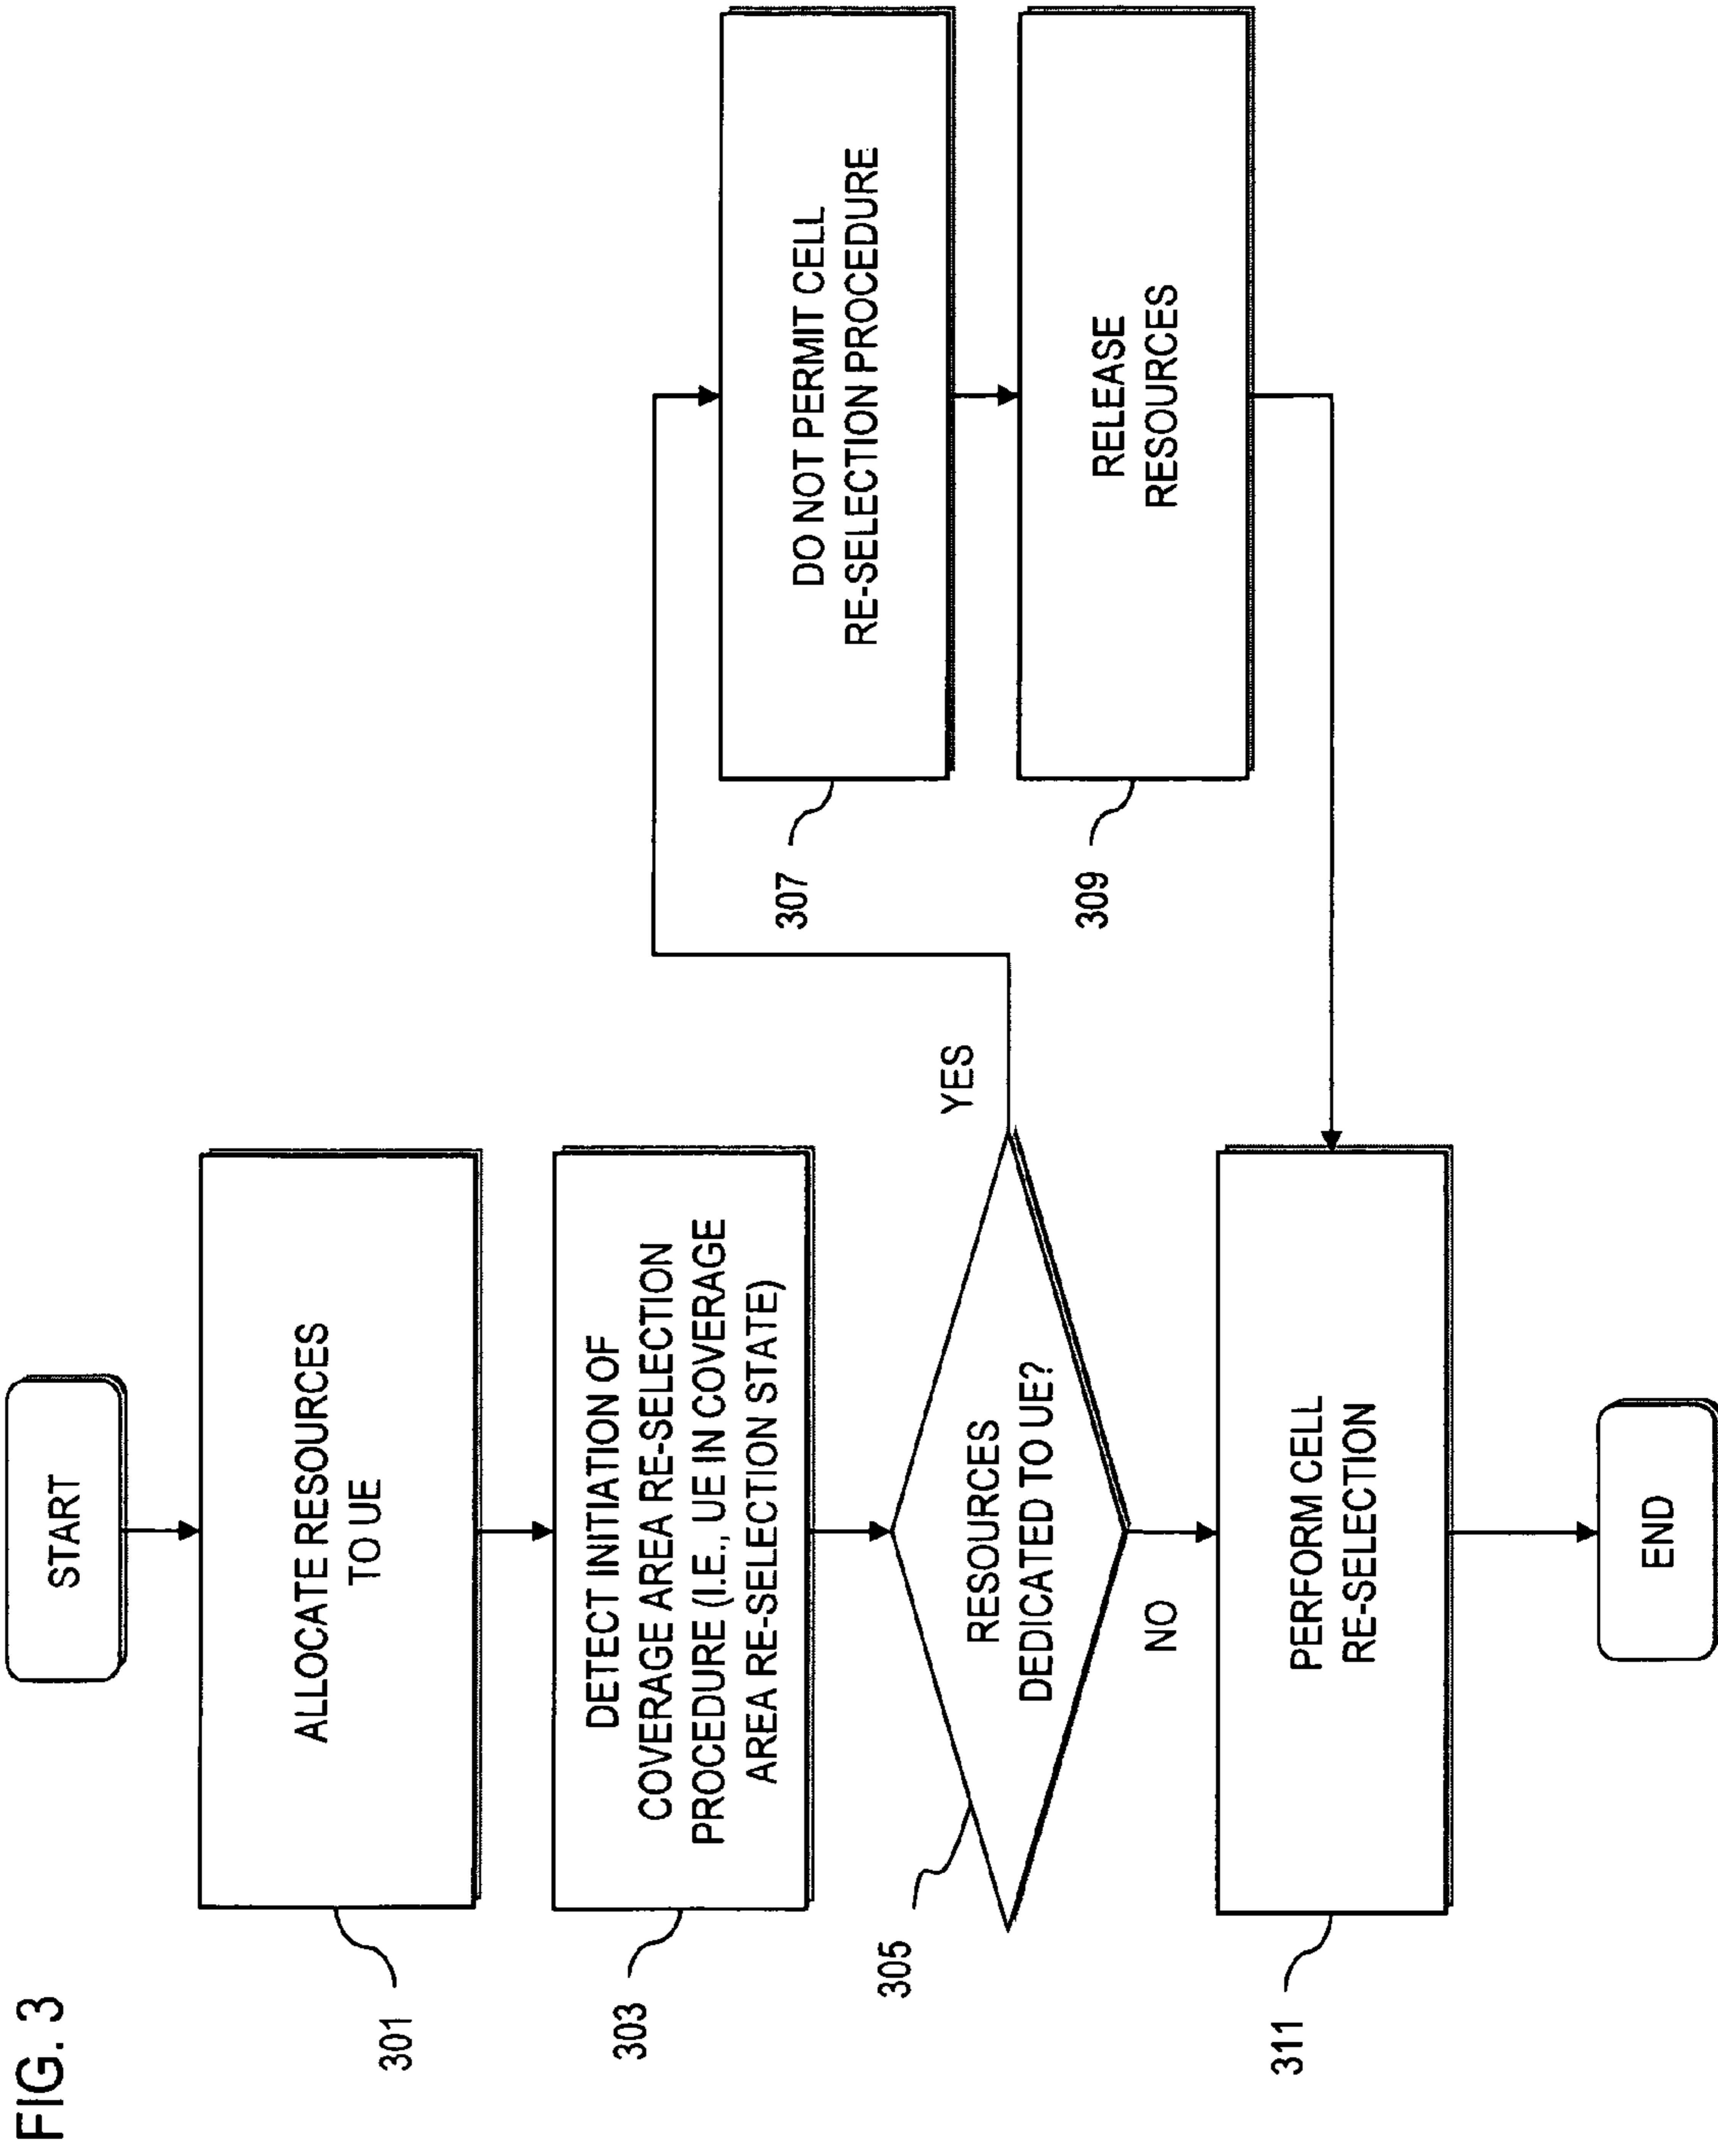 FIG. 3
START
ALLOCATE RESOURCES
TO UE
301
DETECT INITIATION OF
COVERAGE AREA RE-SELECTION
PROCEDURE (I.E., UE IN COVERAGE
AREA RE-SELECTION STATE)
303
RESOURCES
DEDICATED TO UE?
305
YES
NO
DO NOT PERMIT CELL
RE-SELECTION PROCEDURE
307
RELEASE
RESOURCES
309
PERFORM CELL
RE-SELECTION
311
END